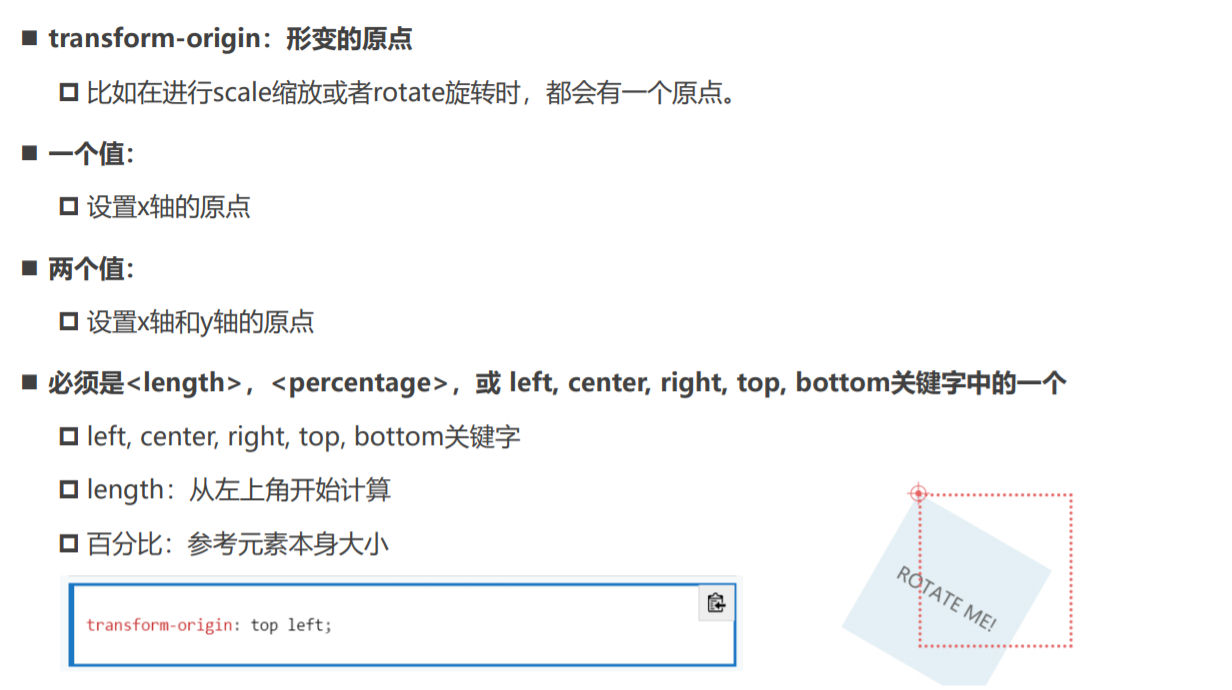 transform-origin：形变的原点
比如在进行scale缩放或者rotate旋转时，都会有一个原点。
一个值：
设置x轴的原点
两个值：
设置x轴和y轴的原点
必须是<length>，<percentage>，或 left, center, right, top, bottom关键字中的一个
left, center, right, top, bottom关键字
length：从左上角开始计算
百分比：参考元素本身大小
transform-origin: top left;
ROTATE ME!